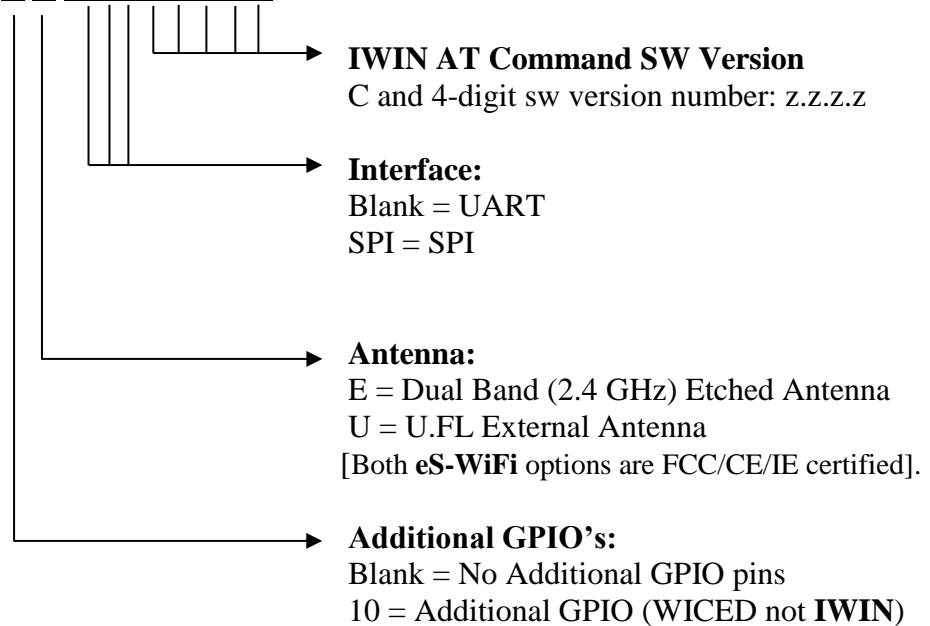 IWIN AT Command SW Version
C and 4-digit sw version number: z.z.z.z
Interface:
Blank = UART
SPI = SPI
Antenna:
E = Dual Band (2.4 GHz) Etched Antenna
U = U.FL External Antenna
[Both eS-WiFi options are FCC/CE/IE certified].
Additional GPIO's:
Blank = No Additional GPIO pins
10 = Additional GPIO (WICED not IWIN)